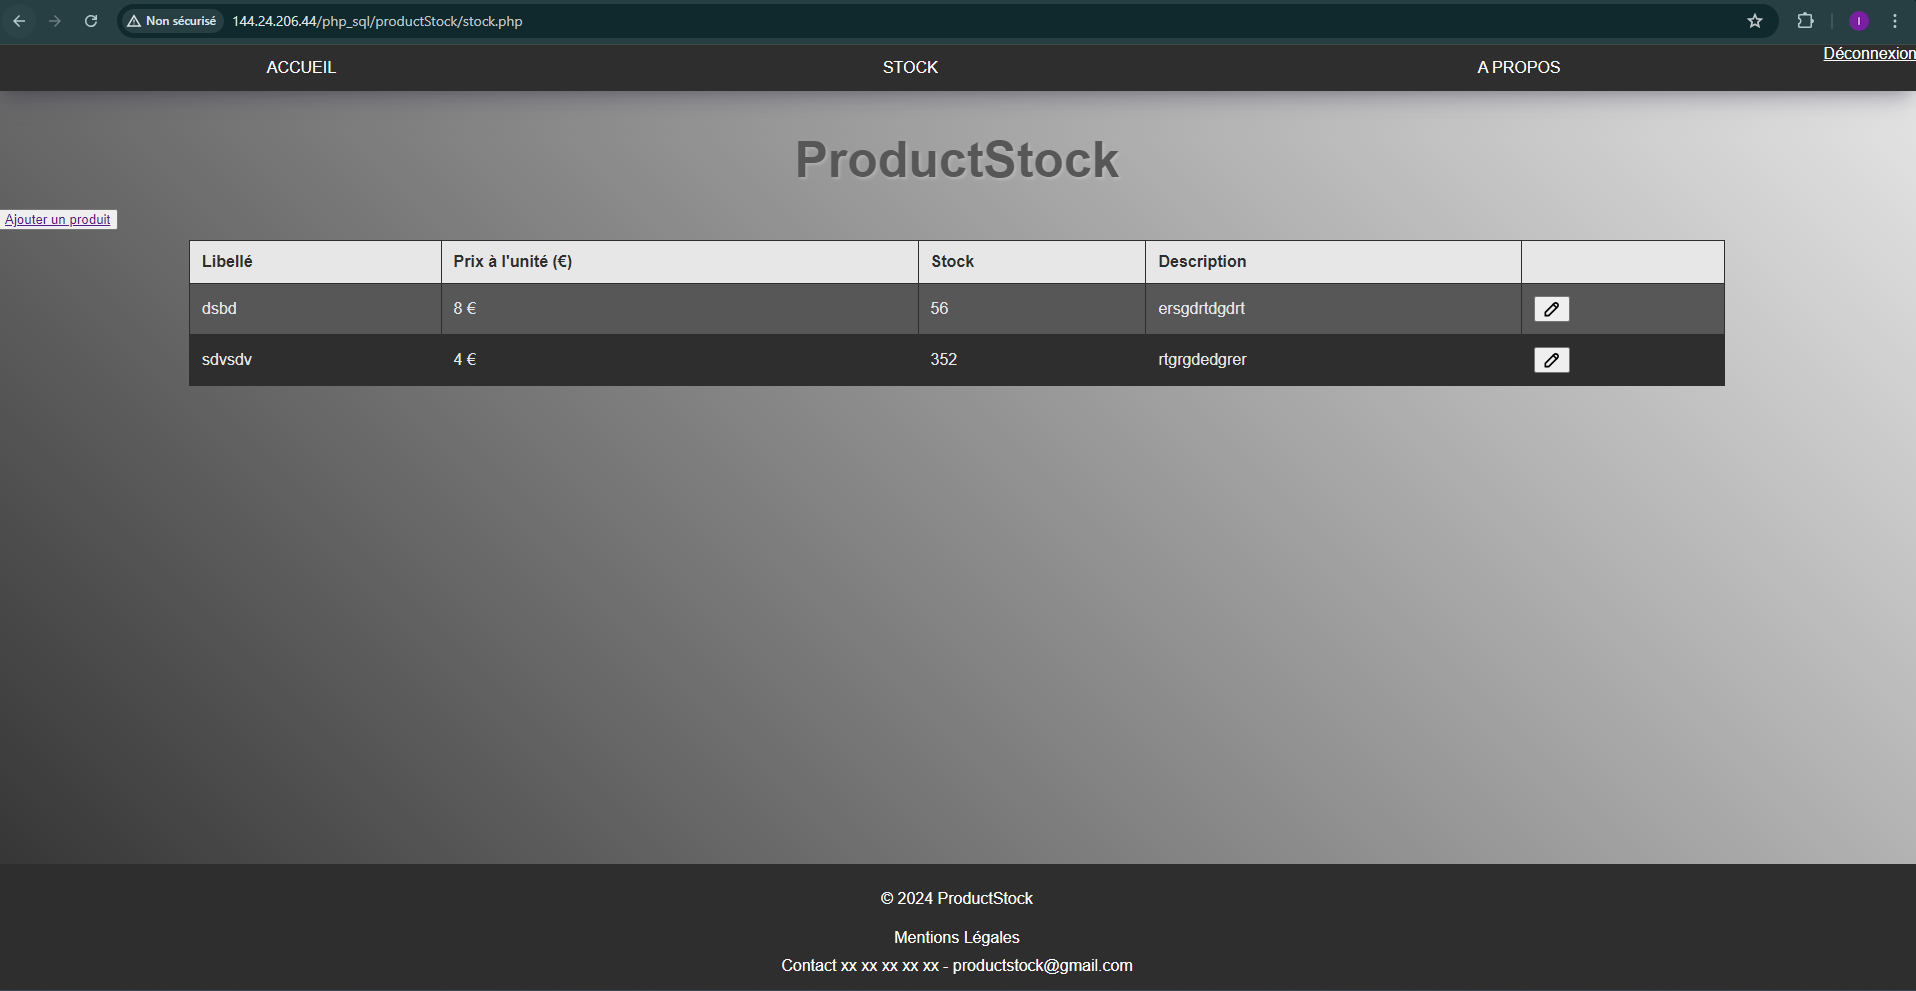 Non sécurisé 144.24.206.44/php_sql/productStock/stock.php I
ACCUEIL STOCK A PROPOS Déconnexion
ProductStock
Ajouter un produit
Libellé Prix à l'unité (€) Stock Description
dsbd 8 € 56 ersgdrtdgdrt
sdvsdv 4 € 352 rtgrgdedgrer
© 2024 ProductStock
Mentions Légales
Contact xx xx xx xx xx - productstock@gmail.com